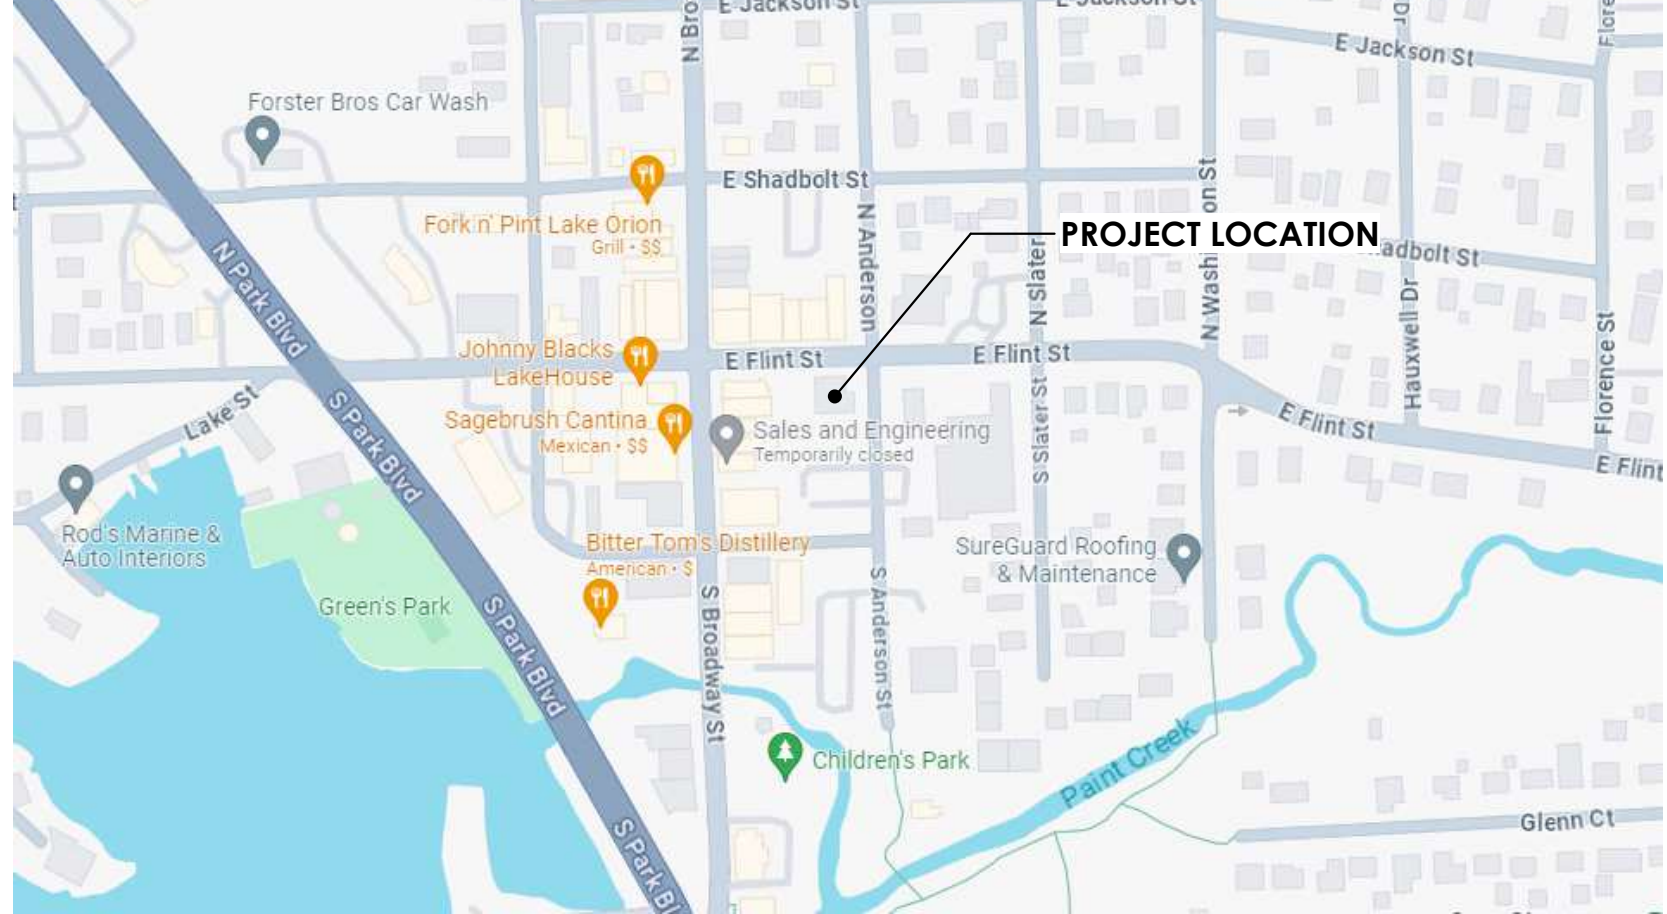 E Jackson St
E Jackson St
N Bro
E Jackson St
Dr
Flore
Forster Bros Car Wash
E Shadbolt St
Fork n' Pint Lake Orion
Grill • $$
N Anderson
PROJECT LOCATION
N Slater
N Washington St
adbolt St
N Park Blvd
Hauxwell Dr
Florence St
Johnny Blacks
LakeHouse
E Flint St
E Flint St
Lake St
S Park Blvd
Sagebrush Cantina
Mexican • $$
Sales and Engineering
Temporarily closed
S Slater St
E Flint St
E Flint
Rod's Marine &
Auto Interiors
Bitter Tom's Distillery
American • $
SureGuard Roofing
& Maintenance
Green's Park
S Park Blvd
S Broadway St
S Anderson St
Children's Park
Paint Creek
S Park Bl
Glenn Ct